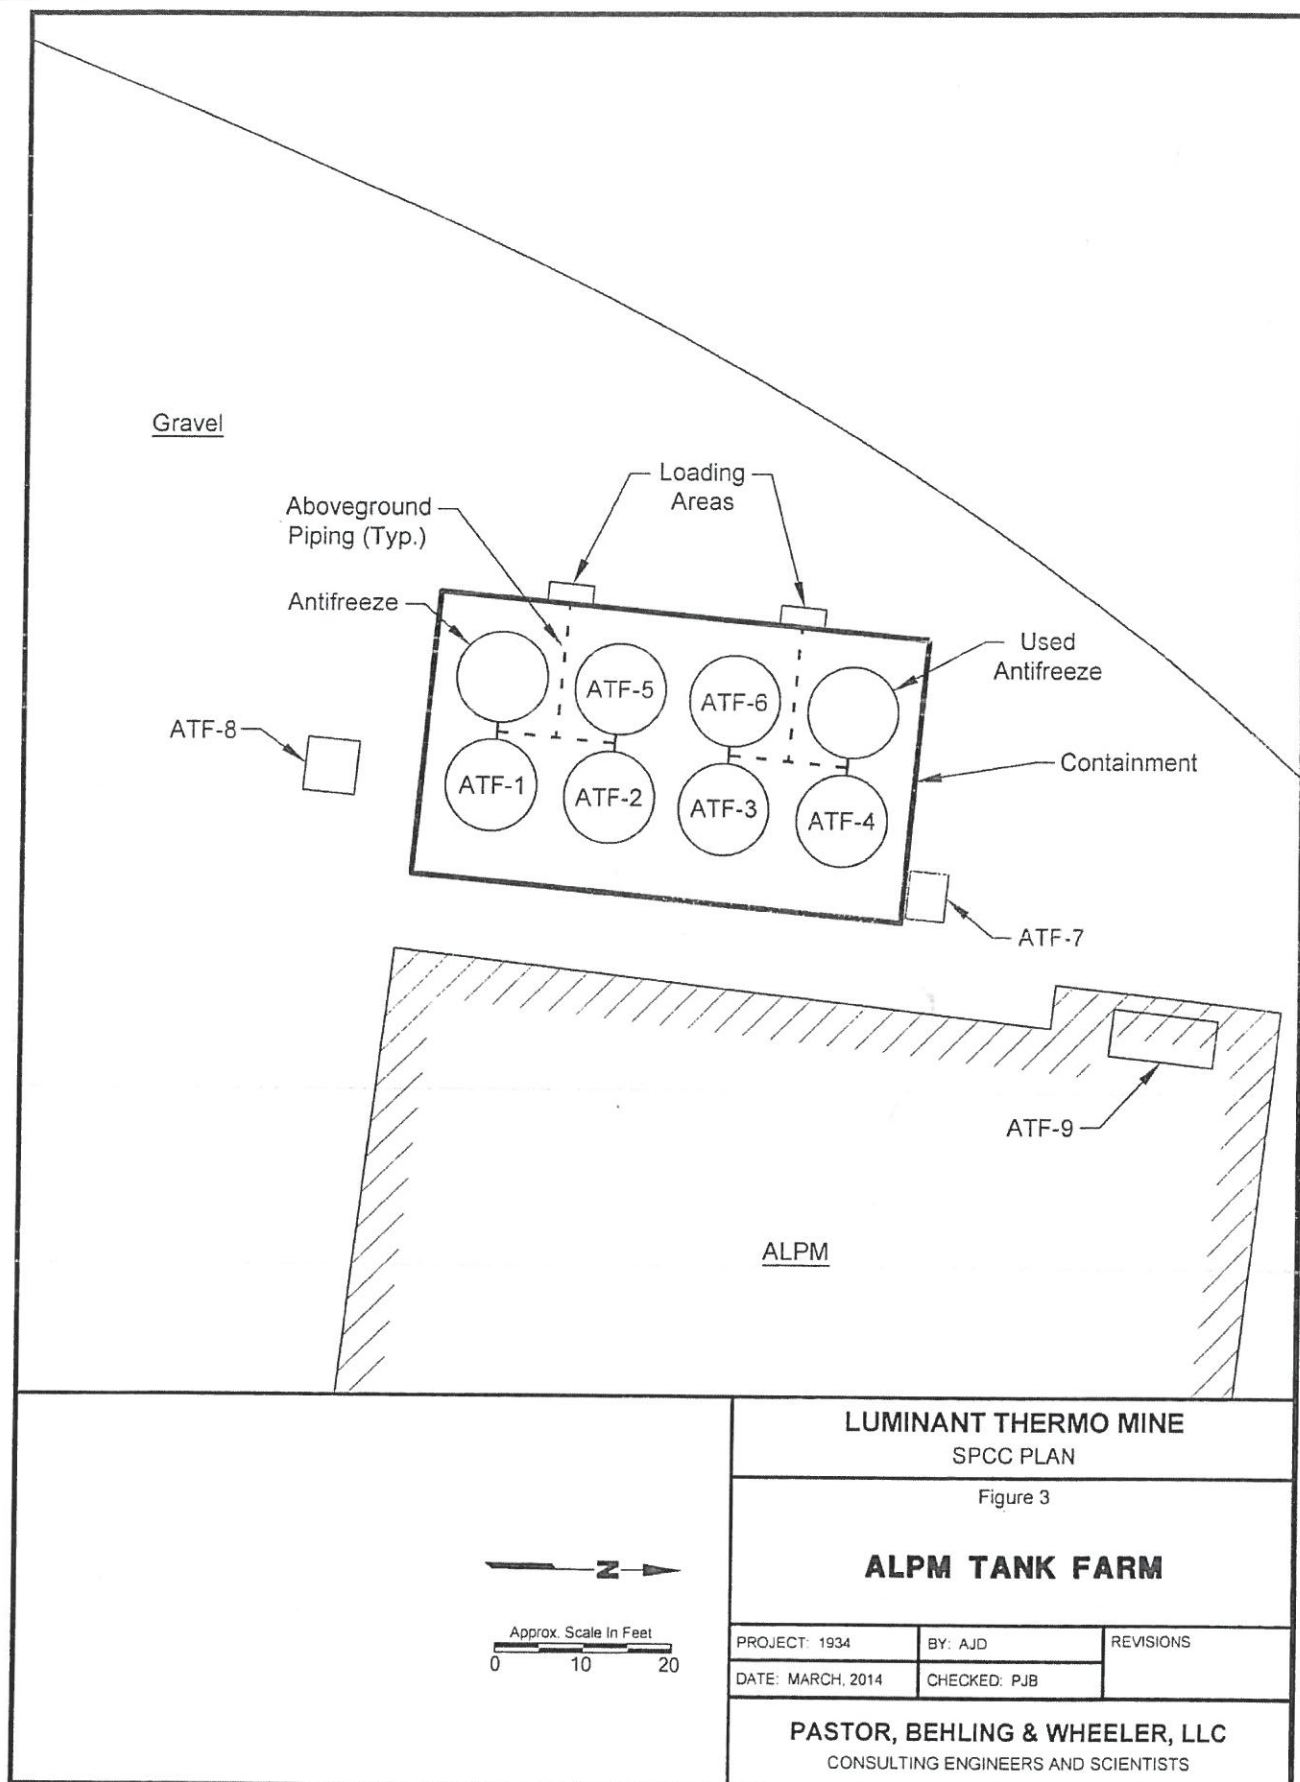 Gravel
Loading
Areas
Aboveground
Piping (Typ.)
Antifreeze
Used
Antifreeze
ATF-5
ATF-6
ATF-8
Containment
ATF-1
ATF-2
ATF-3
ATF-4
ATF-7
ATF-9
ALPM
LUMINANT THERMO MINE
SPCC PLAN
Figure 3
ALPM TANK FARM
N
Approx. Scale In Feet
0 10 20
PROJECT: 1934
BY: AJD
REVISIONS
DATE: MARCH, 2014
CHECKED: PJB
PASTOR, BEHLING & WHEELER, LLC
CONSULTING ENGINEERS AND SCIENTISTS